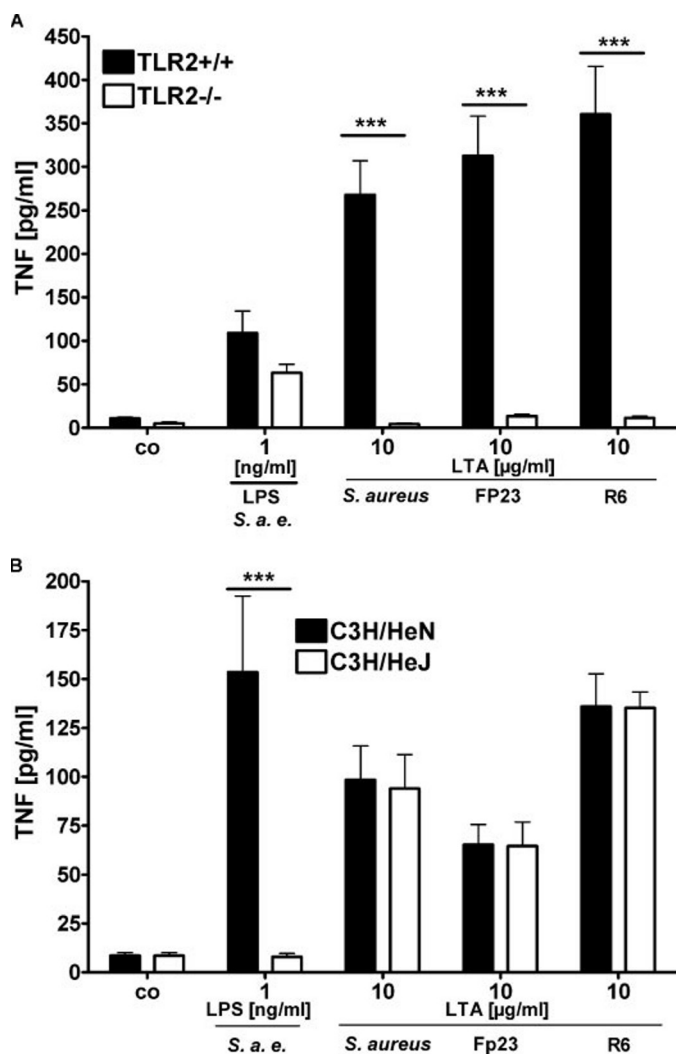 A
TLR2+/+
TLR2-/-
***
***
***
TNF [pg/ml]
450
400
350
300
250
200
150
100
50
0
co
1
10
10
10
[ng/ml]
LTA [µg/ml]
LPS
S. aureus
FP23
R6
S. a. e.
B
***
C3H/HeN
C3H/HeJ
TNF [pg/ml]
200
175
150
125
100
75
50
25
0
co
1
10
10
10
LPS [ng/ml]
LTA [µg/ml]
S. a. e.
S. aureus
Fp23
R6